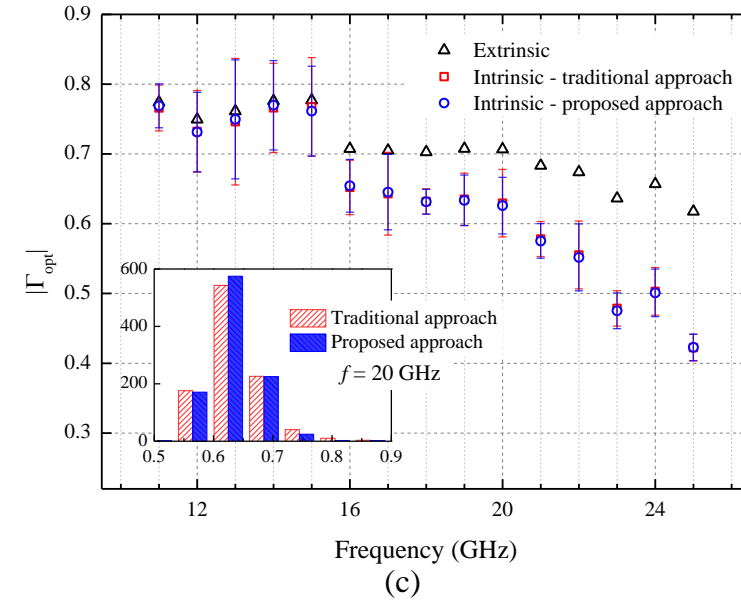 0.9
0.8
0.7
0.6
0.5
0.4
0.3
|Γopt|
Extrinsic
Intrinsic - traditional approach
Intrinsic - proposed approach
600
400
200
0
Traditional approach
Proposed approach
f = 20 GHz
0.5 0.6 0.7 0.8 0.9
12 16 20 24
Frequency (GHz)
(c)